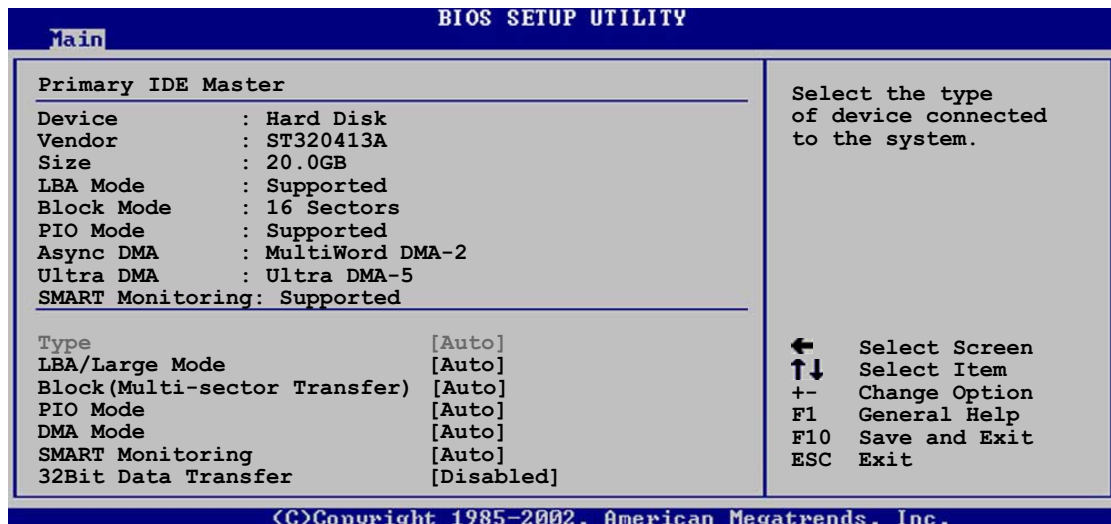 BIOS SETUP UTILITY
Main
Primary IDE Master
Device : Hard Disk
Vendor : ST320413A
Size : 20.0GB
LBA Mode : Supported
Block Mode : 16 Sectors
PIO Mode : Supported
Async DMA : MultiWord DMA-2
Ultra DMA : Ultra DMA-5
SMART Monitoring: Supported
Type [Auto]
LBA/Large Mode [Auto]
Block(Multi-sector Transfer) [Auto]
PIO Mode [Auto]
DMA Mode [Auto]
SMART Monitoring [Auto]
32Bit Data Transfer [Disabled]
Select the type
of device connected
to the system.
← Select Screen
↑↓ Select Item
+- Change Option
F1 General Help
F10 Save and Exit
ESC Exit
(C)Copyright 1985-2002, American Megatrends, Inc.